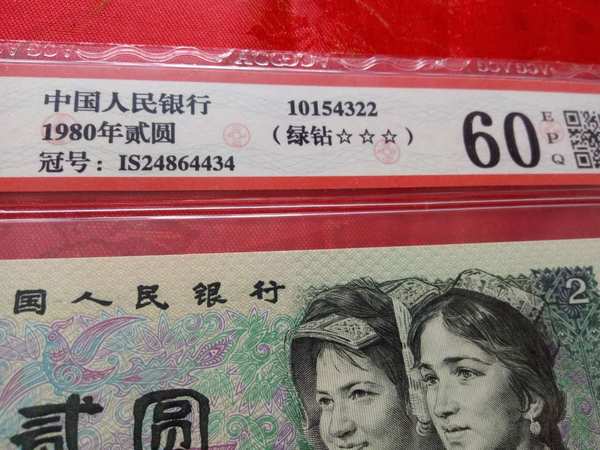 中国人民银行 10154322
1980年贰圆 （绿钻☆☆☆）
冠号：IS24864434
60 EPQ
国人民银行
2
贰圆